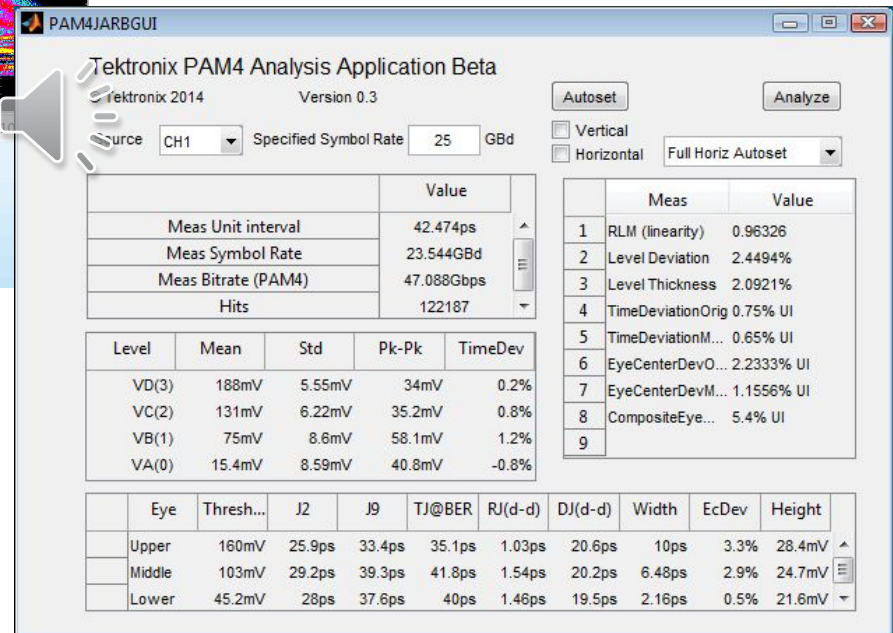 PAM4JARBGUI
Tektronix PAM4 Analysis Application Beta
Tektronix 2014 Version 0.3
Autoset Analyze
Source CH1 Specified Symbol Rate 25 GBd
Vertical
Horizontal Full Horiz Autoset
Value
Meas Unit interval 42.474ps
Meas Symbol Rate 23.544GBd
Meas Bitrate (PAM4) 47.088Gbps
Hits 122187
Meas Value
1 RLM (linearity) 0.96326
2 Level Deviation 2.4494%
3 Level Thickness 2.0921%
4 TimeDeviationOrig 0.75% UI
5 TimeDeviationM... 0.65% UI
6 EyeCenterDevO... 2.2333% UI
7 EyeCenterDevM... 1.1556% UI
8 CompositeEye... 5.4% UI
9
Level Mean Std Pk-Pk TimeDev
VD(3) 188mV 5.55mV 34mV 0.2%
VC(2) 131mV 6.22mV 35.2mV 0.8%
VB(1) 75mV 8.6mV 58.1mV 1.2%
VA(0) 15.4mV 8.59mV 40.8mV -0.8%
Eye Thresh... J2 J9 TJ@BER RJ(d-d) DJ(d-d) Width EcDev Height
Upper 160mV 25.9ps 33.4ps 35.1ps 1.03ps 20.6ps 10ps 3.3% 28.4mV
Middle 103mV 29.2ps 39.3ps 41.8ps 1.54ps 20.2ps 6.48ps 2.9% 24.7mV
Lower 45.2mV 28ps 37.6ps 40ps 1.46ps 19.5ps 2.16ps 0.5% 21.6mV